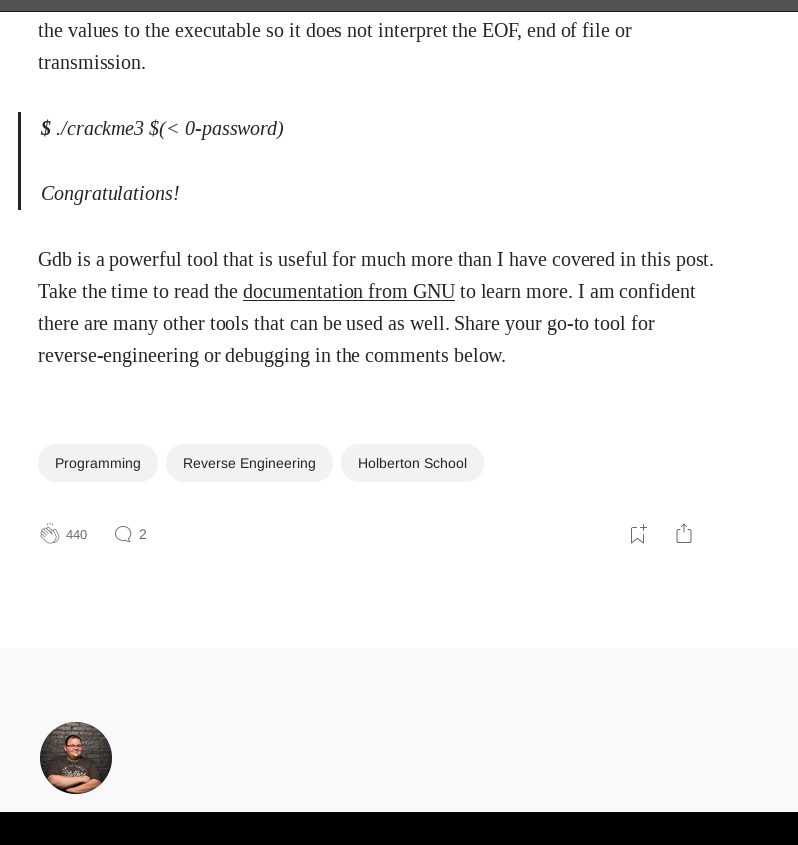 the values to the executable so it does not interpret the EOF, end of file or
transmission.
$ ./crackme3 $(< 0-password)
Congratulations!
Gdb is a powerful tool that is useful for much more than I have covered in this post.
Take the time to read the documentation from GNU to learn more. I am confident
there are many other tools that can be used as well. Share your go-to tool for
reverse-engineering or debugging in the comments below.
Programming Reverse Engineering Holberton School
440 2